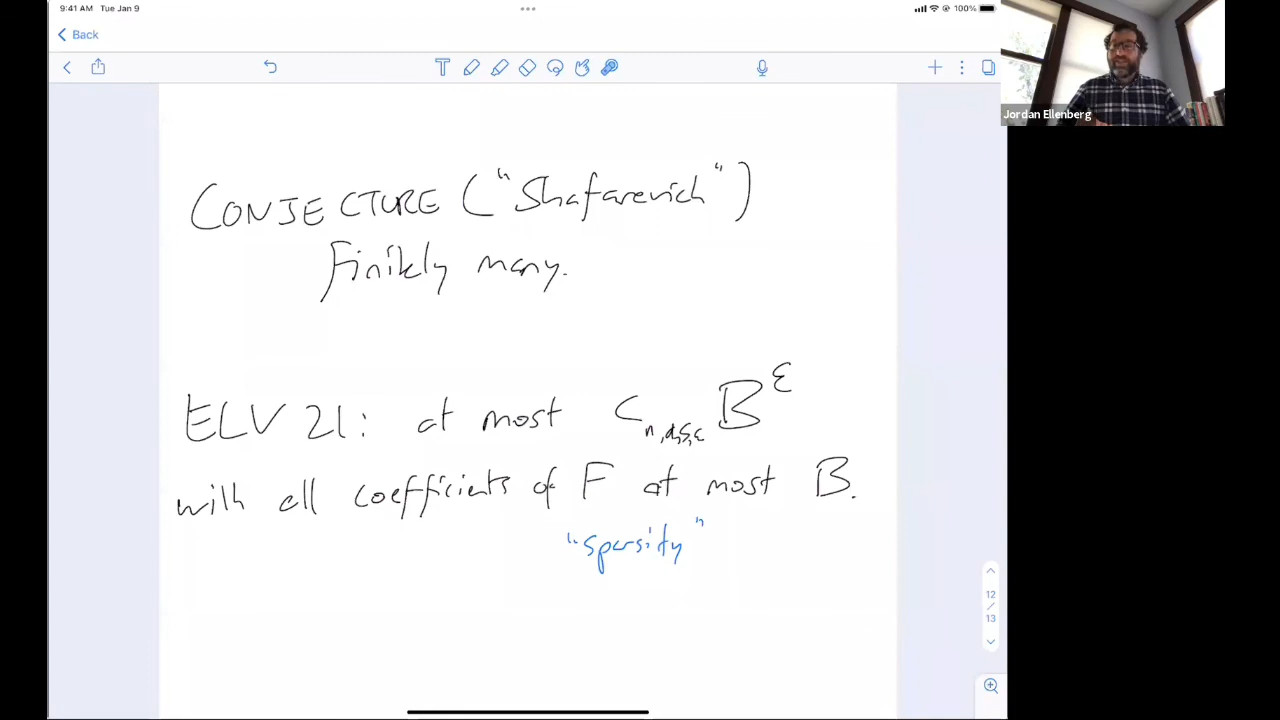 9:41 AM Tue Jan 9
100%
Back
Jordan Ellenberg
CONJECTURE ("Shafarevich")
Finitely many.
ELV 21: at most C_{n,d,S,ε} B^ε
with all coefficients of F at most B.
"sparsity"
12
/
13